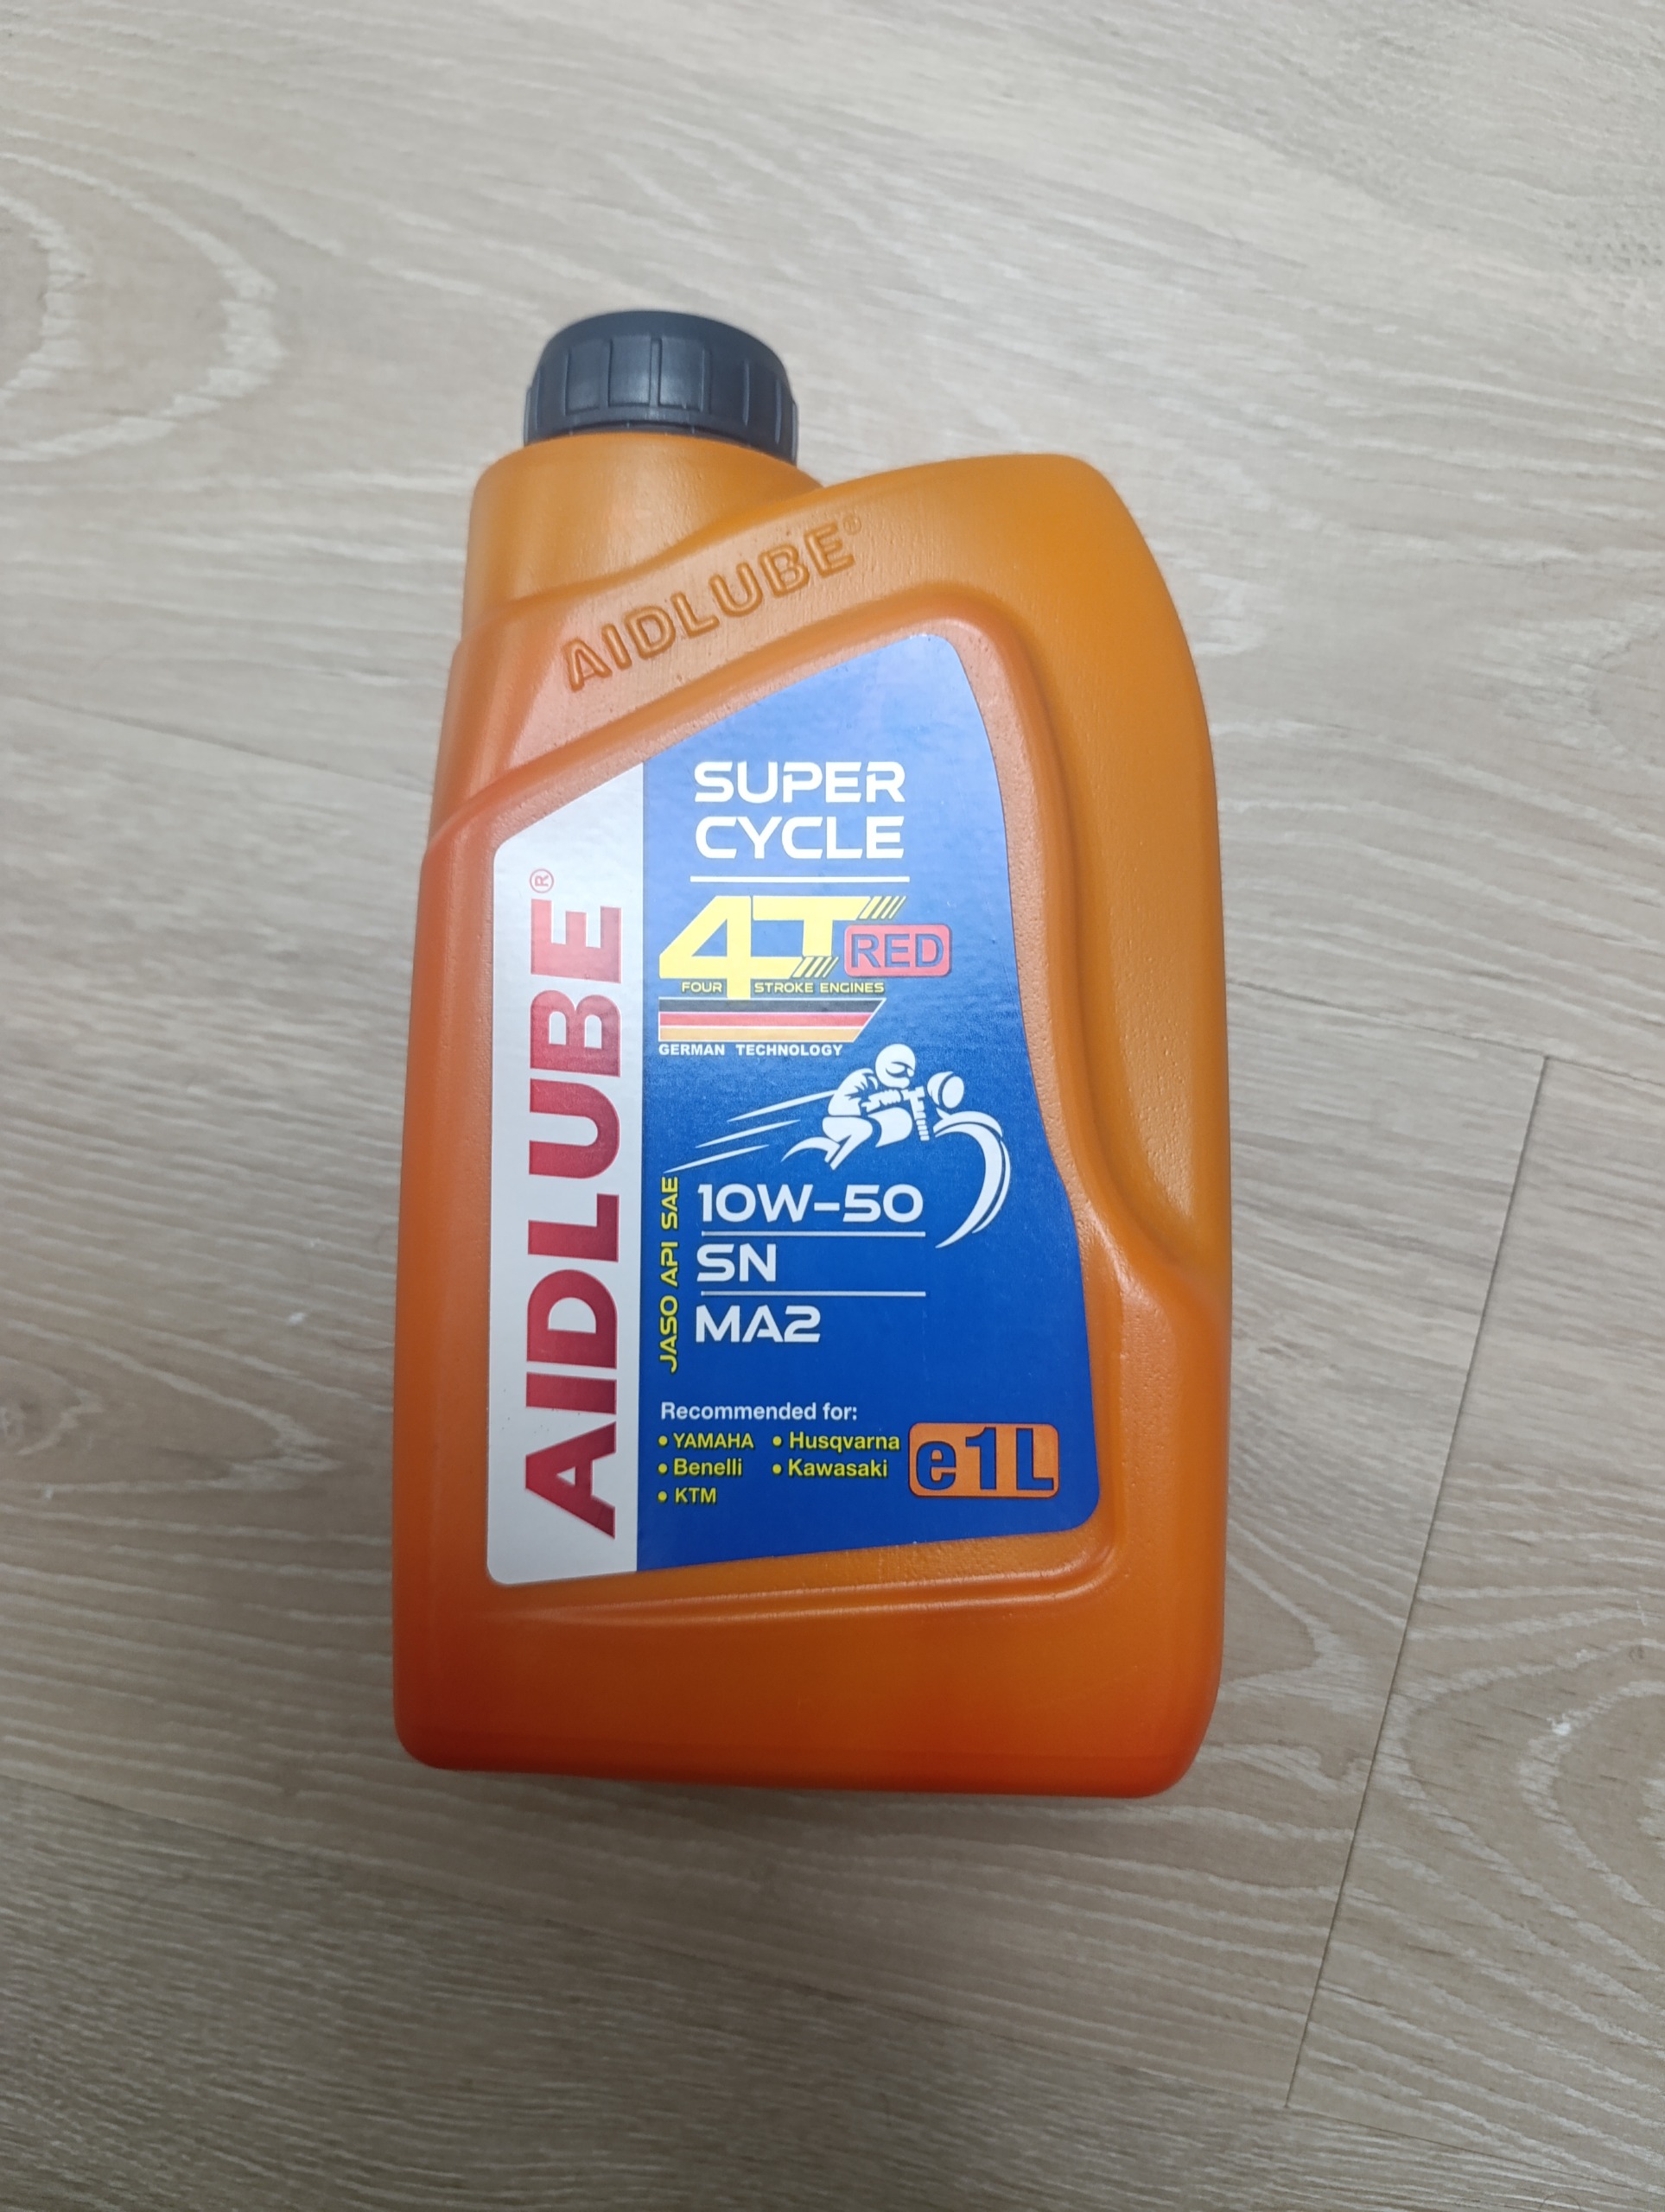 AIDLUBE®
SUPER
CYCLE
4T RED
FOUR STROKE ENGINES
GERMAN TECHNOLOGY
AIDLUBE®
SAE 10W-50
API SN
JASO MA2
Recommended for:
• YAMAHA • Husqvarna
• Benelli • Kawasaki
• KTM
e1L